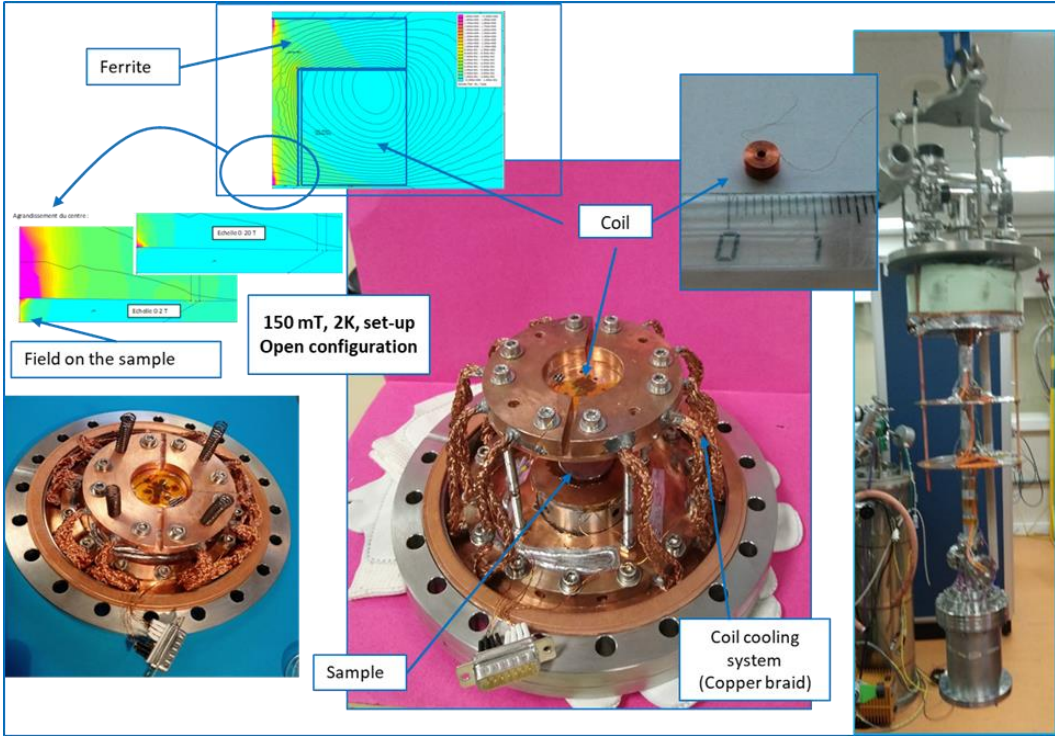 Ferrite
Agrandissement du centre :
Echelle 0 20 T
Echelle 0 2 T
Field on the sample
150 mT, 2K, set-up
Open configuration
Coil
0
1
Sample
Coil cooling
system
(Copper braid)